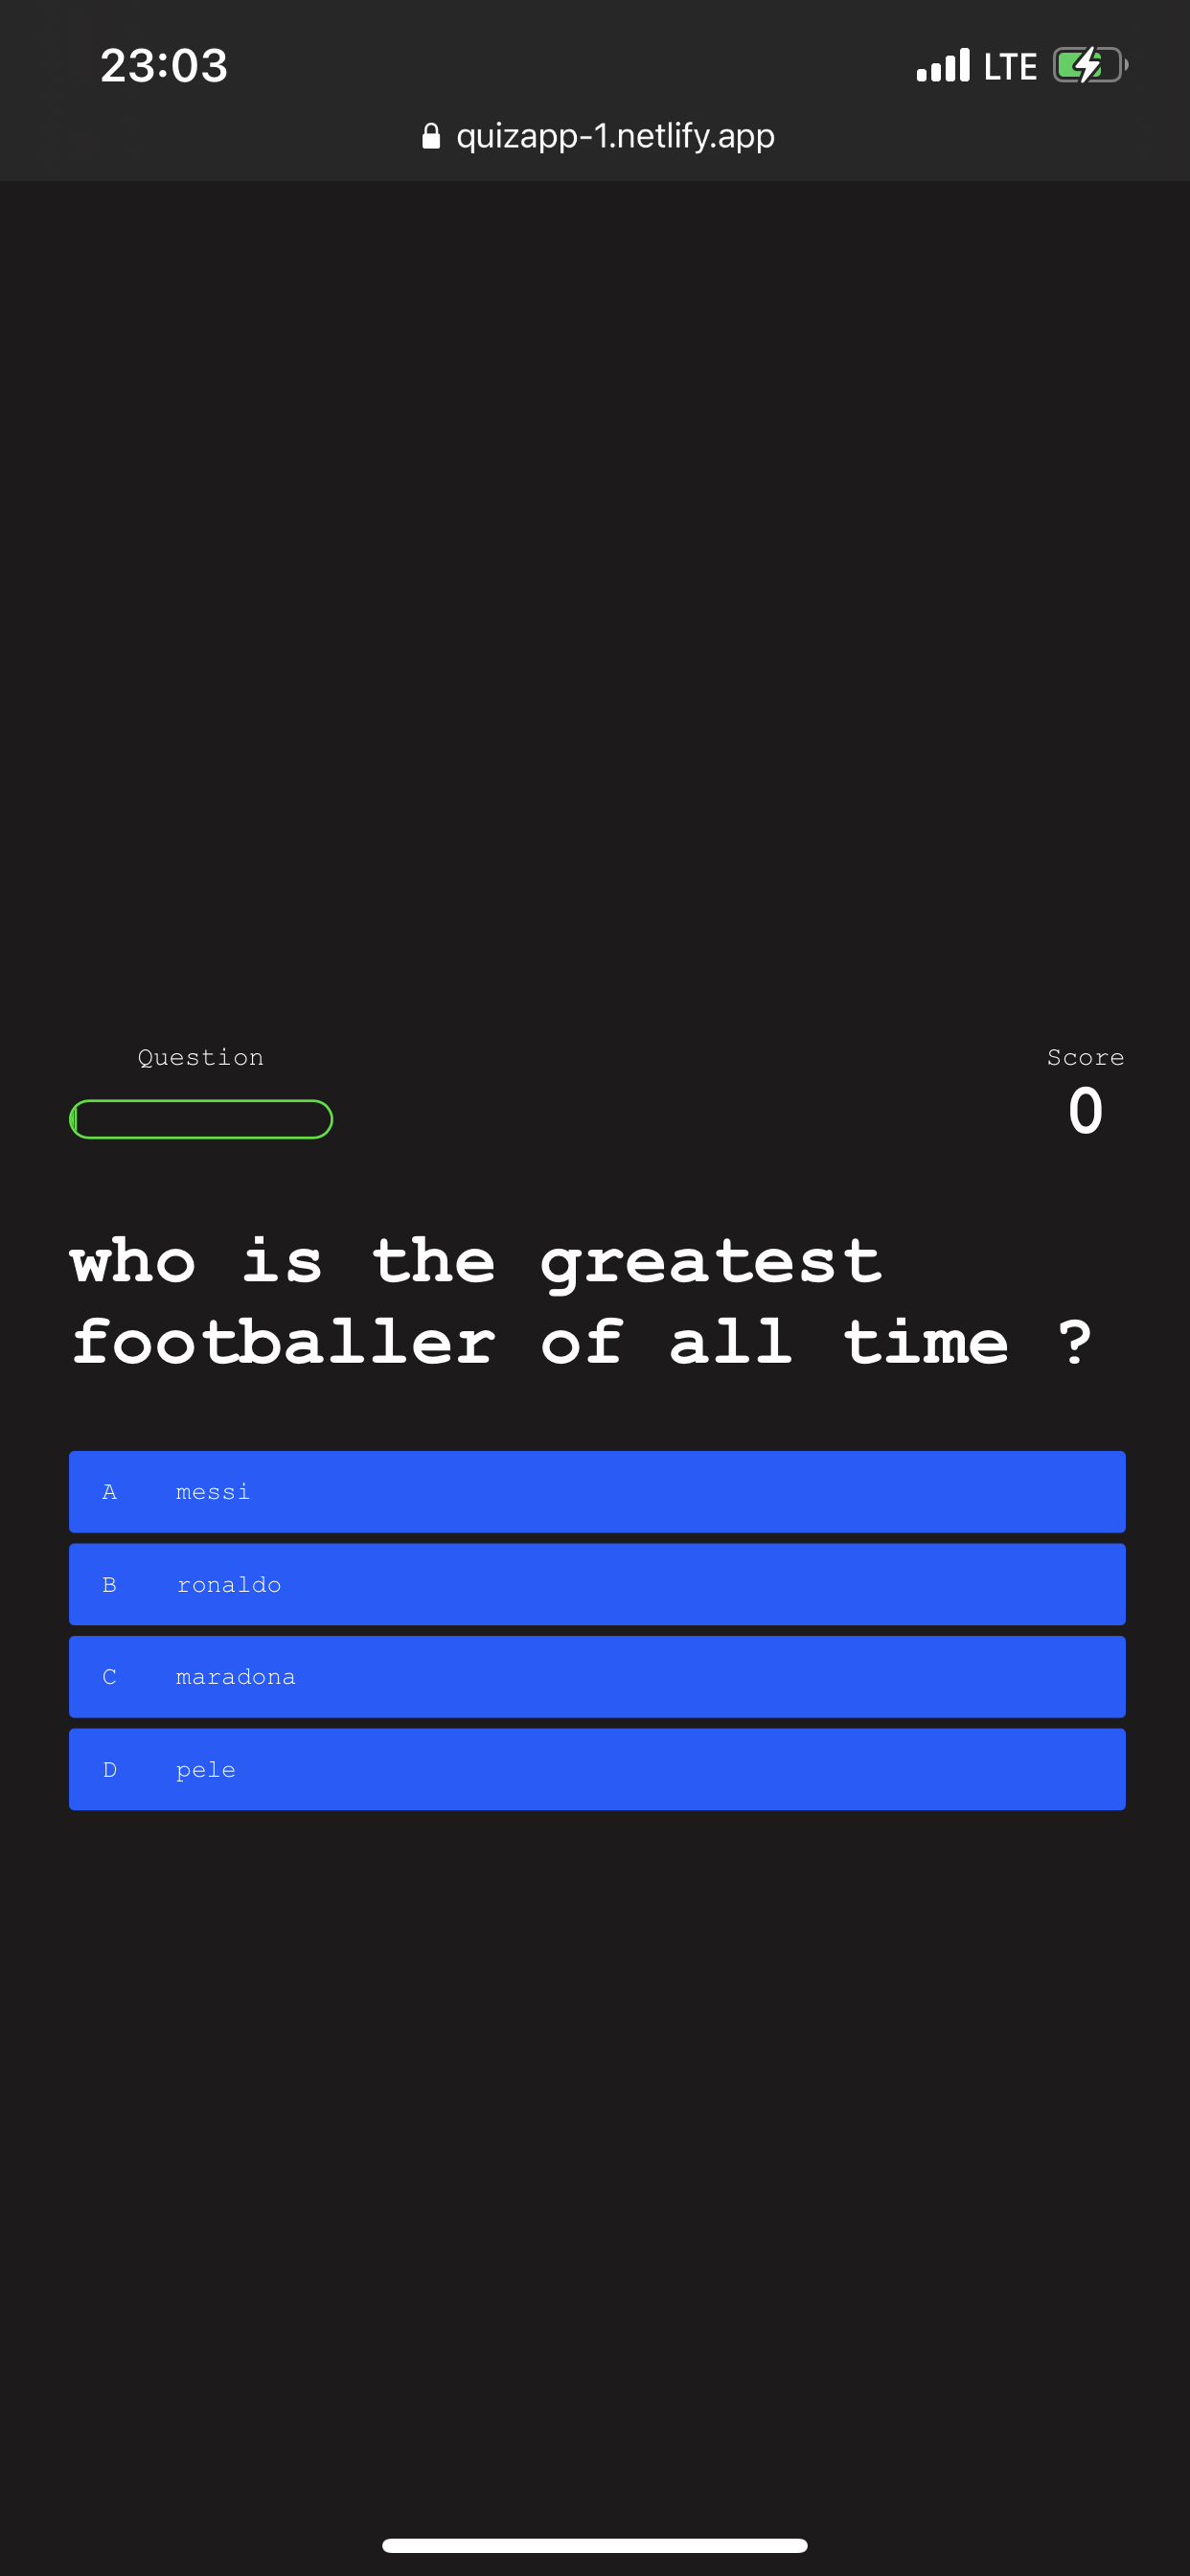 23:03 LTE
quizapp-1.netlify.app
Question Score
0
who is the greatest
footballer of all time ?
A messi
B ronaldo
C maradona
D pele